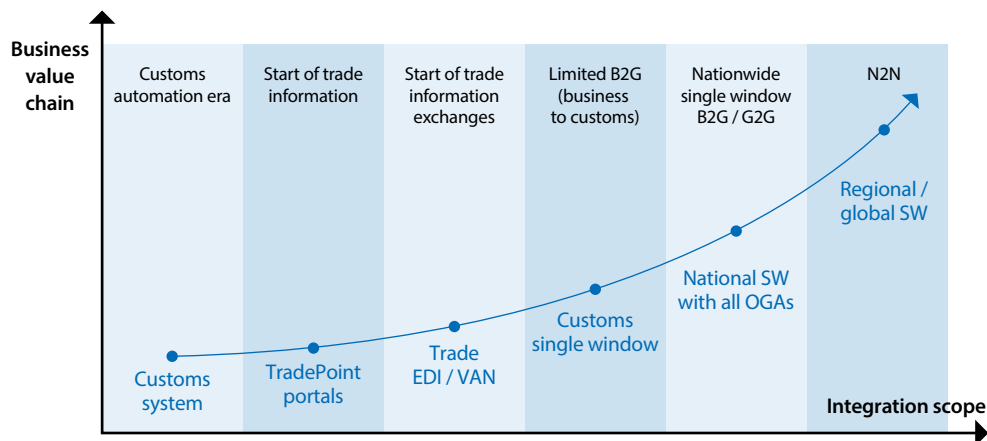 Business
value
chain
Customs
automation era
Start of trade
information
Start of trade
information
exchanges
Limited B2G
(business
to customs)
Nationwide
single window
B2G / G2G
N2N
Regional /
global SW
National SW
with all OGAs
Customs
single window
Trade
EDI / VAN
TradePoint
portals
Customs
system
Integration scope